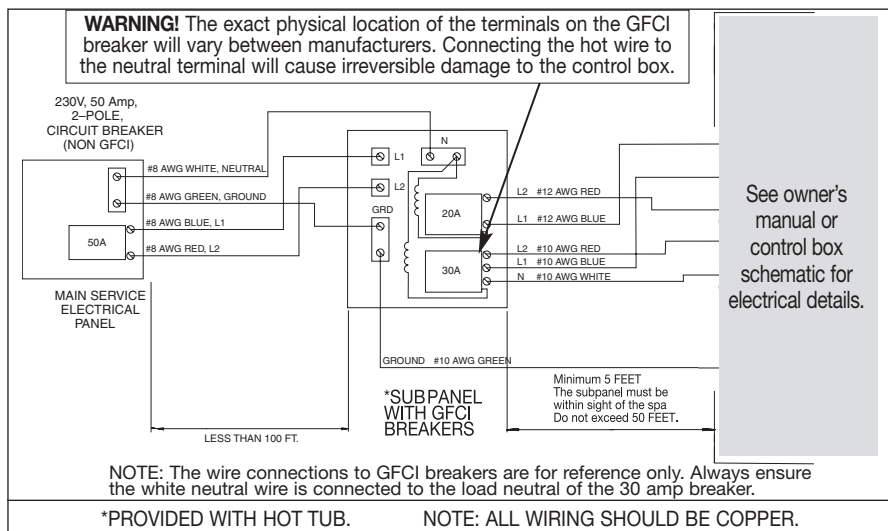 WARNING! The exact physical location of the terminals on the GFCI
breaker will vary between manufacturers. Connecting the hot wire to
the neutral terminal will cause irreversible damage to the control box.
230V, 50 Amp,
2–POLE,
CIRCUIT BREAKER
(NON GFCI)
#8 AWG WHITE, NEUTRAL
#8 AWG GREEN, GROUND
#8 AWG BLUE, L1
#8 AWG RED, L2
50A
MAIN SERVICE
ELECTRICAL
PANEL
N
L1
L2
GRD
20A
30A
L2 #12 AWG RED
L1 #12 AWG BLUE
L2 #10 AWG RED
L1 #10 AWG BLUE
N #10 AWG WHITE
GROUND #10 AWG GREEN
See owner's
manual or
control box
schematic for
electrical details.
*SUBPANEL
WITH GFCI
BREAKERS
Minimum 5 FEET
The subpanel must be
within sight of the spa
Do not exceed 50 FEET.
LESS THAN 100 FT.
NOTE: The wire connections to GFCI breakers are for reference only. Always ensure
the white neutral wire is connected to the load neutral of the 30 amp breaker.
*PROVIDED WITH HOT TUB. NOTE: ALL WIRING SHOULD BE COPPER.